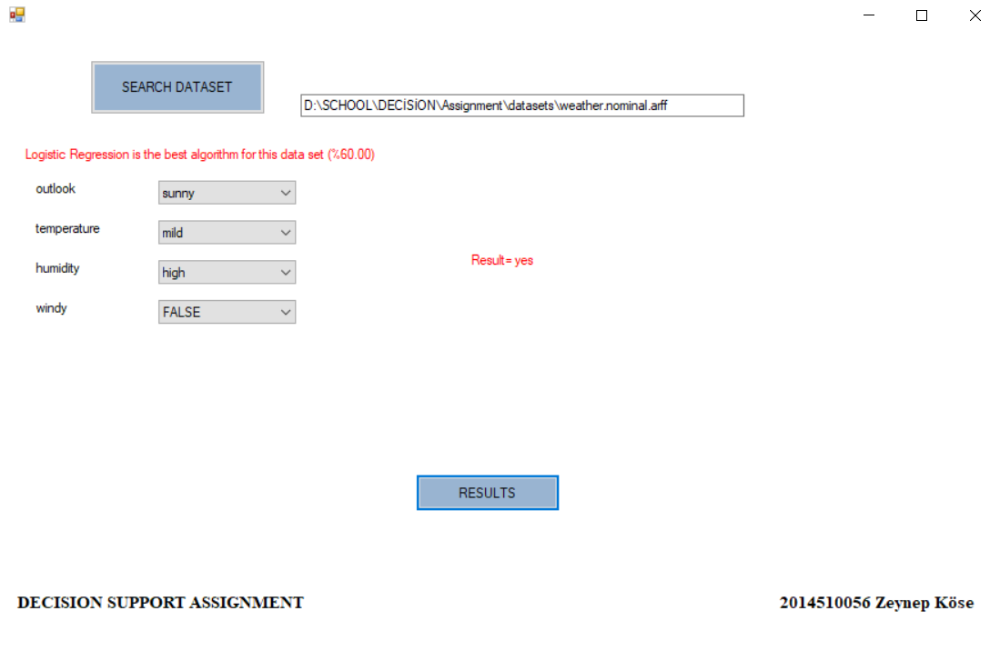 SEARCH DATASET
D:\SCHOOL\DECİSİON\Assignment\datasets\weather.nominal.arff
Logistic Regression is the best algorithm for this data set (%60.00)
outlook sunny
temperature mild
humidity high
Result= yes
windy FALSE
RESULTS
DECISION SUPPORT ASSIGNMENT 2014510056 Zeynep Köse